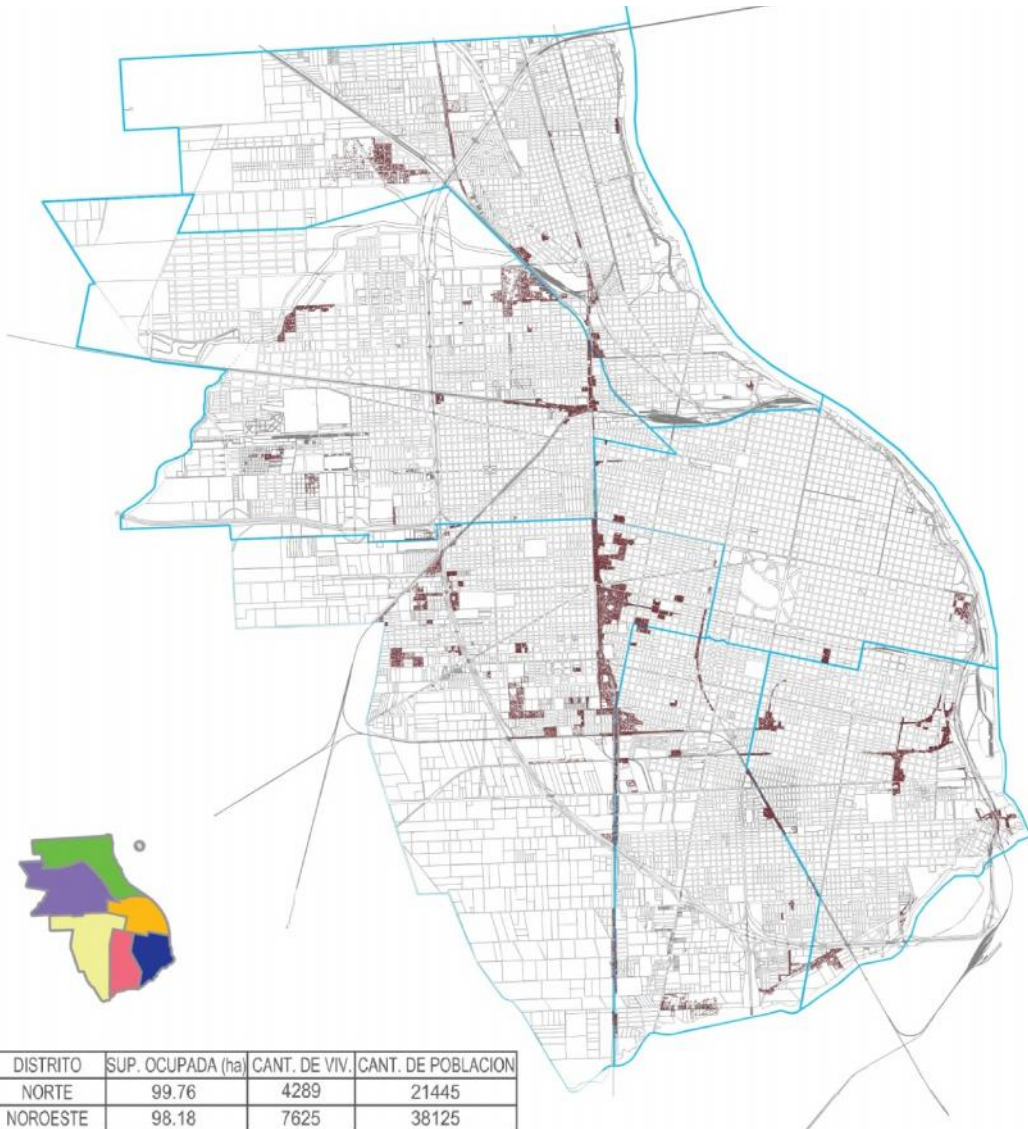 DISTRITO SUP. OCUPADA (ha) CANT. DE VIV. CANT. DE POBLACION
NORTE 99.76 4289 21445
NOROESTE 98.18 7625 38125